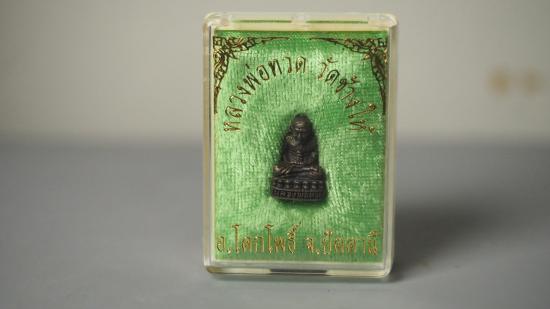 หลวงพ่อทวด วัดช้างให้
อ.โคกโพธิ์ จ.ปัตตานี